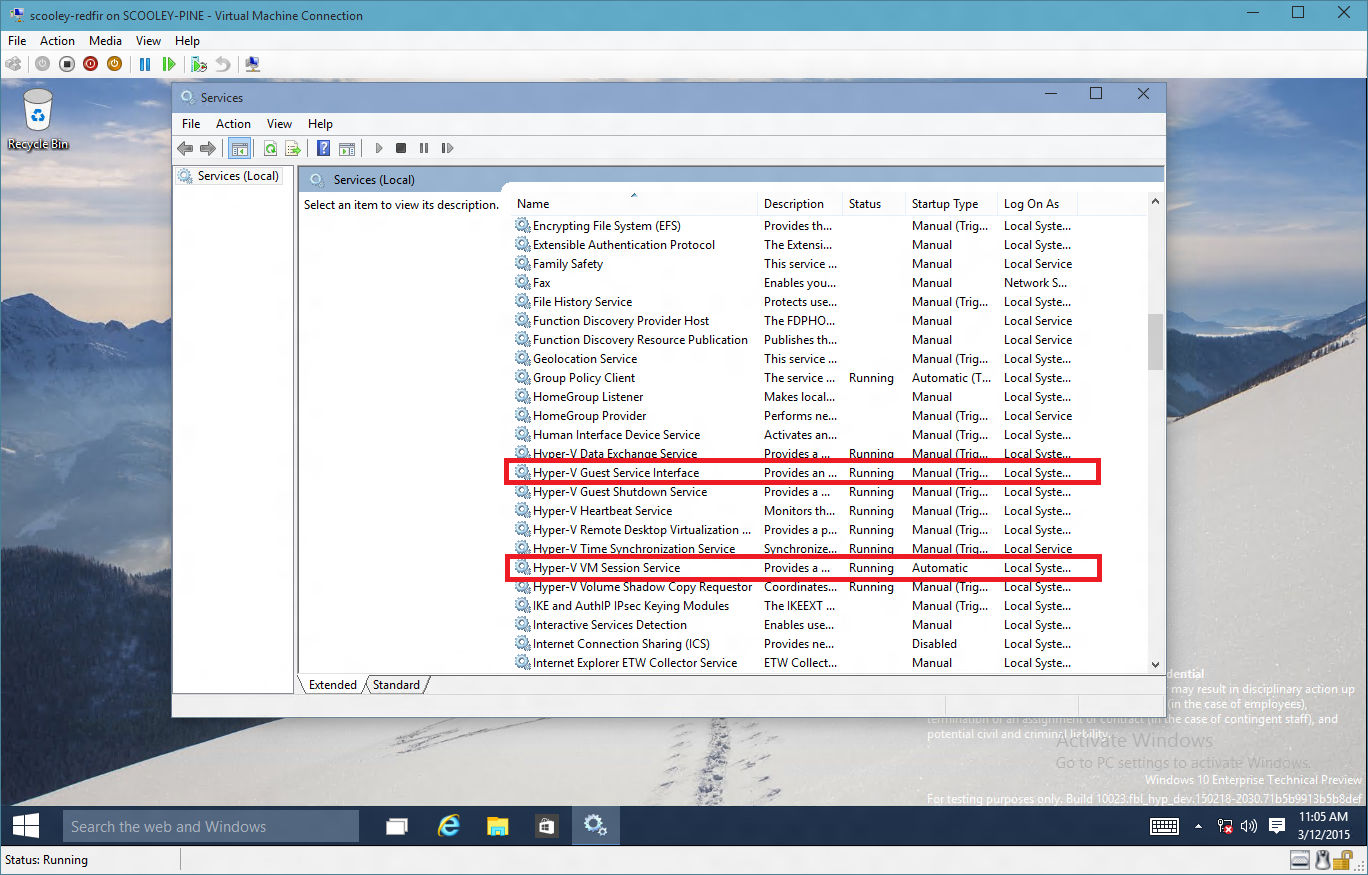 scooley-redfir on SCOOLEY-PINE - Virtual Machine Connection
File Action Media View Help
Recycle Bin
Services
File Action View Help
Services (Local)
Services (Local)
Select an item to view its description.
Name Description Status Startup Type Log On As
Encrypting File System (EFS) Provides th... Manual (Trig... Local Syste...
Extensible Authentication Protocol The Extensi... Manual Local Syste...
Family Safety This service ... Manual Local Service
Fax Enables you... Manual Network S...
File History Service Protects use... Manual (Trig... Local Syste...
Function Discovery Provider Host The FDPHO... Manual Local Service
Function Discovery Resource Publication Publishes th... Manual Local Service
Geolocation Service This service ... Manual (Trig... Local Syste...
Group Policy Client The service ... Running Automatic (T... Local Syste...
HomeGroup Listener Makes local... Manual Local Syste...
HomeGroup Provider Performs ne... Manual (Trig... Local Service
Human Interface Device Service Activates an... Manual (Trig... Local Syste...
Hyper-V Data Exchange Service Provides a ... Running Manual (Trig... Local Syste...
Hyper-V Guest Service Interface Provides an ... Running Manual (Trig... Local Syste...
Hyper-V Guest Shutdown Service Provides a ... Running Manual (Trig... Local Syste...
Hyper-V Heartbeat Service Monitors th... Running Manual (Trig... Local Syste...
Hyper-V Remote Desktop Virtualization ... Provides a p... Running Manual (Trig... Local Syste...
Hyper-V Time Synchronization Service Synchronize... Running Manual (Trig... Local Service
Hyper-V VM Session Service Provides a ... Running Automatic Local Syste...
Hyper-V Volume Shadow Copy Requestor Coordinates... Running Manual (Trig... Local Syste...
IKE and AuthIP IPsec Keying Modules The IKEEXT ... Manual (Trig... Local Syste...
Interactive Services Detection Enables use... Manual Local Syste...
Internet Connection Sharing (ICS) Provides ne... Disabled Local Syste...
Internet Explorer ETW Collector Service ETW Collect... Manual Local Syste...
Extended Standard
dential
may result in disciplinary action up
(in the case of employees),
termination of an assignment or contract (in the case of contingent staff), and
potential civil and criminal liability.
Activate Windows
Go to PC settings to activate Windows.
Windows 10 Enterprise Technical Preview
For testing purposes only. Build 10023.fbl_hyp_dev.150218-2030.71b5b9913b5b8def
Search the web and Windows
11:05 AM
3/12/2015
Status: Running